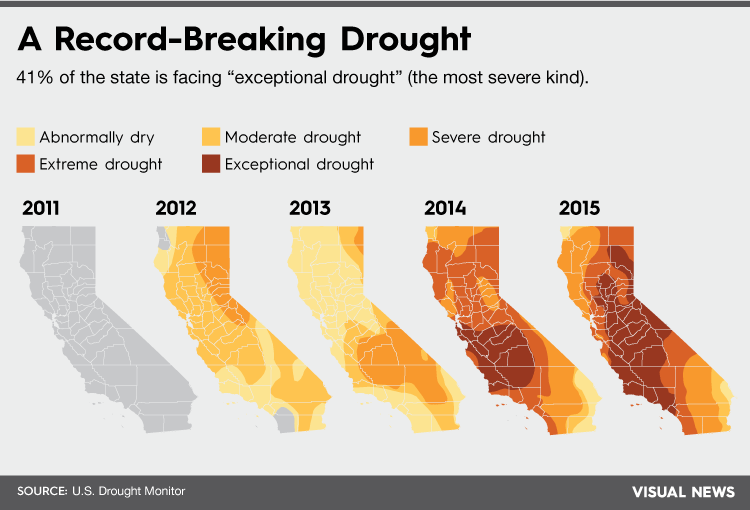 A Record-Breaking Drought
41% of the state is facing “exceptional drought” (the most severe kind).
Abnormally dry Moderate drought Severe drought
Extreme drought Exceptional drought
2011 2012 2013 2014 2015
SOURCE: U.S. Drought Monitor VISUAL NEWS